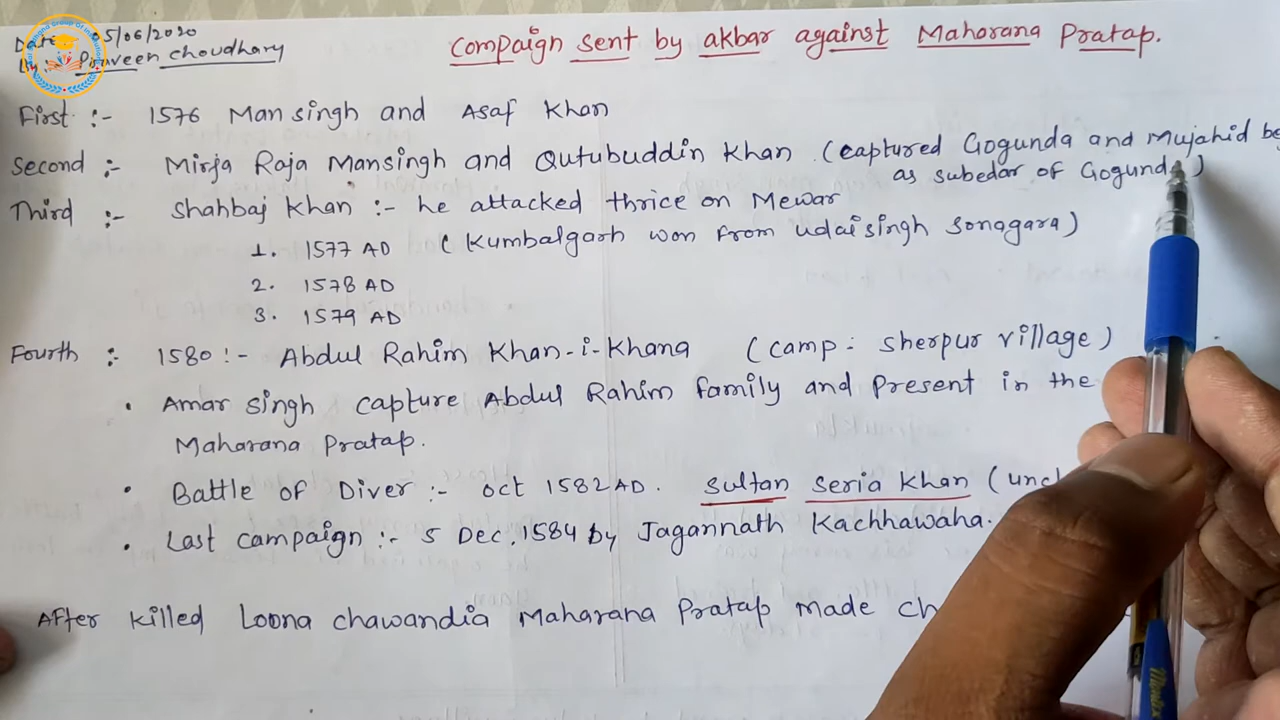 Date 05/06/2020
By:- Praveen choudhary
Compaign sent by akbar against Maharana Pratap.
First :- 1576 Mansingh and Asaf Khan
Second :- Mirja Raja Mansingh and Qutubuddin Khan (captured Gogunda and Mujahid be
as subedar of Gogunda)
Third :- Shahbaj Khan :- he attacked thrice on Mewar
1. 1577 AD (Kumbalgarh won from Udaisingh Sonagara)
2. 1578 AD
3. 1579 AD
Fourth :- 1580 :- Abdul Rahim Khan-i-Khana (camp: Sherpur village)
• Amar singh capture Abdul Rahim family and Present in the
Maharana Pratap.
• Battle of Diver :- Oct 1582 AD. Sultan Seria Khan (unc
• Last campaign :- 5 Dec. 1584 by Jagannath Kachhawaha.
After killed Loona chawandia Maharana Pratap made ch